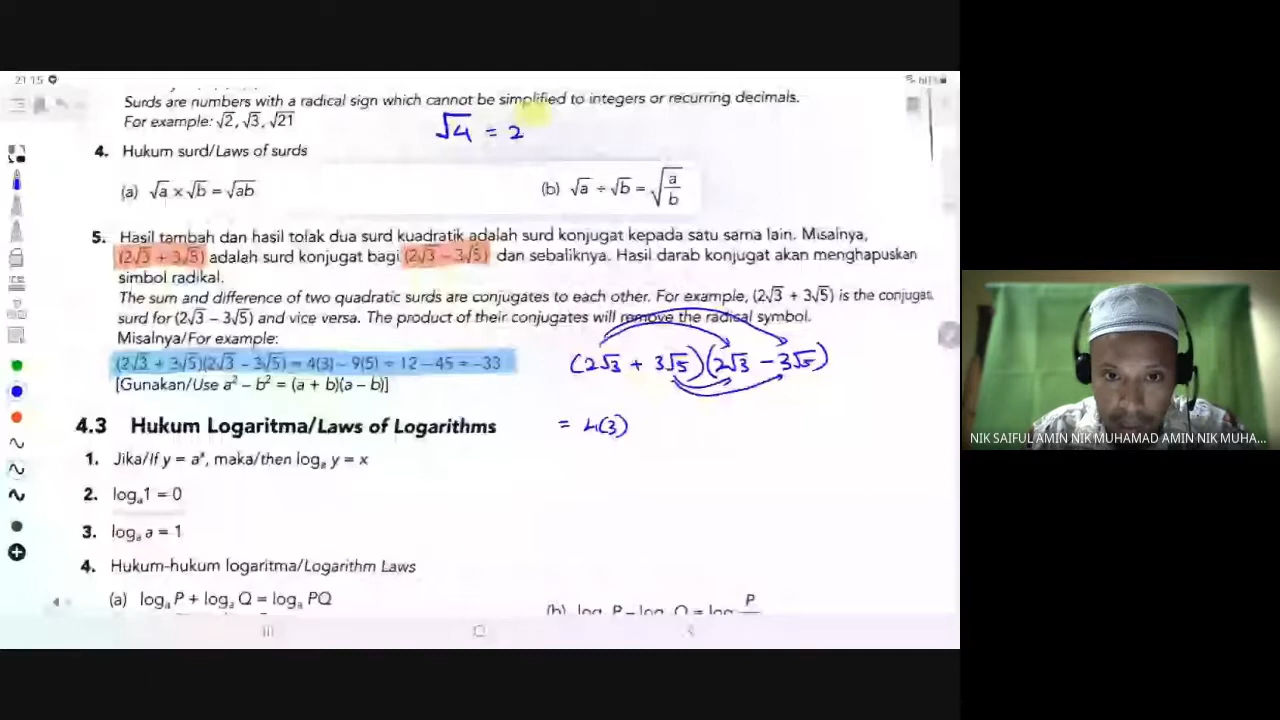 21:15
Surds are numbers with a radical sign which cannot be simplified to integers or recurring decimals.
For example: √2, √3, √21
√4 = 2
4. Hukum surd/Laws of surds
(a) √a × √b = √ab
(b) √a ÷ √b = √(a/b)
5. Hasil tambah dan hasil tolak dua surd kuadratik adalah surd konjugat kepada satu sama lain. Misalnya,
(2√3 + 3√5) adalah surd konjugat bagi (2√3 − 3√5) dan sebaliknya. Hasil darab konjugat akan menghapuskan
simbol radikal.
The sum and difference of two quadratic surds are conjugates to each other. For example, (2√3 + 3√5) is the conjugat
surd for (2√3 − 3√5) and vice versa. The product of their conjugates will remove the radical symbol.
Misalnya/For example:
(2√3 + 3√5)(2√3 − 3√5) = 4(3) − 9(5) = 12 − 45 = −33
(2√3 + 3√5)(2√3 − 3√5)
[Gunakan/Use a² − b² = (a + b)(a − b)]
= 4(3)
4.3 Hukum Logaritma/Laws of Logarithms
1. Jika/If y = aˣ, maka/then logₐ y = x
2. logₐ1 = 0
3. logₐ a = 1
4. Hukum-hukum logaritma/Logarithm Laws
(a) logₐ P + logₐ Q = logₐ PQ
P
NIK SAIFUL AMIN NIK MUHAMAD AMIN NIK MUHA...